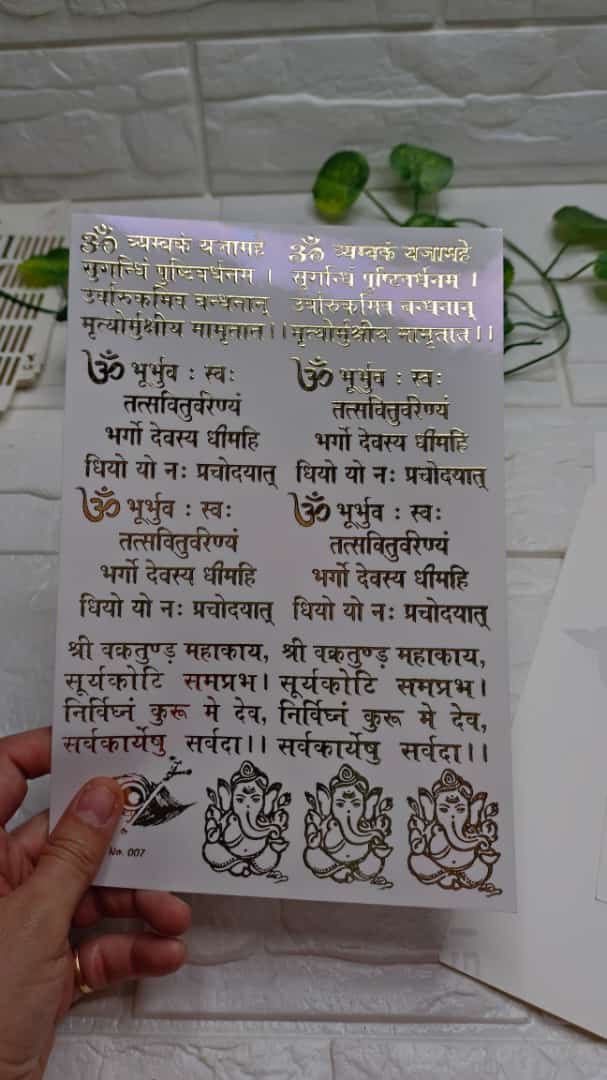 ॐ त्र्यम्बकं यजामहे ॐ त्र्यम्बकं यजामहे
सुगन्धिं पुष्टिवर्धनम । सुगन्धिं पुष्टिवर्धनम ।
उर्वारुकमिव बन्धनान् उर्वारुकमिव बन्धनान्
मृत्योर्मुक्षीय मामृतात।। मृत्योर्मुक्षीय मामृतात।।
ॐ भूर्भुव : स्वः ॐ भूर्भुव : स्वः
तत्सवितुर्वरेण्यं तत्सवितुर्वरेण्यं
भर्गो देवस्य धीमहि भर्गो देवस्य धीमहि
धियो यो नः प्रचोदयात् धियो यो नः प्रचोदयात्
ॐ भूर्भुव : स्वः ॐ भूर्भुव : स्वः
तत्सवितुर्वरेण्यं तत्सवितुर्वरेण्यं
भर्गो देवस्य धीमहि भर्गो देवस्य धीमहि
धियो यो नः प्रचोदयात् धियो यो नः प्रचोदयात्
श्री वक्रतुण्ड़ महाकाय, श्री वक्रतुण्ड़ महाकाय,
सूर्यकोटि समप्रभ। सूर्यकोटि समप्रभ।
निर्विघ्नं कुरू मे देव, निर्विघ्नं कुरू मे देव,
सर्वकार्येषु सर्वदा।। सर्वकार्येषु सर्वदा।।
No. 007